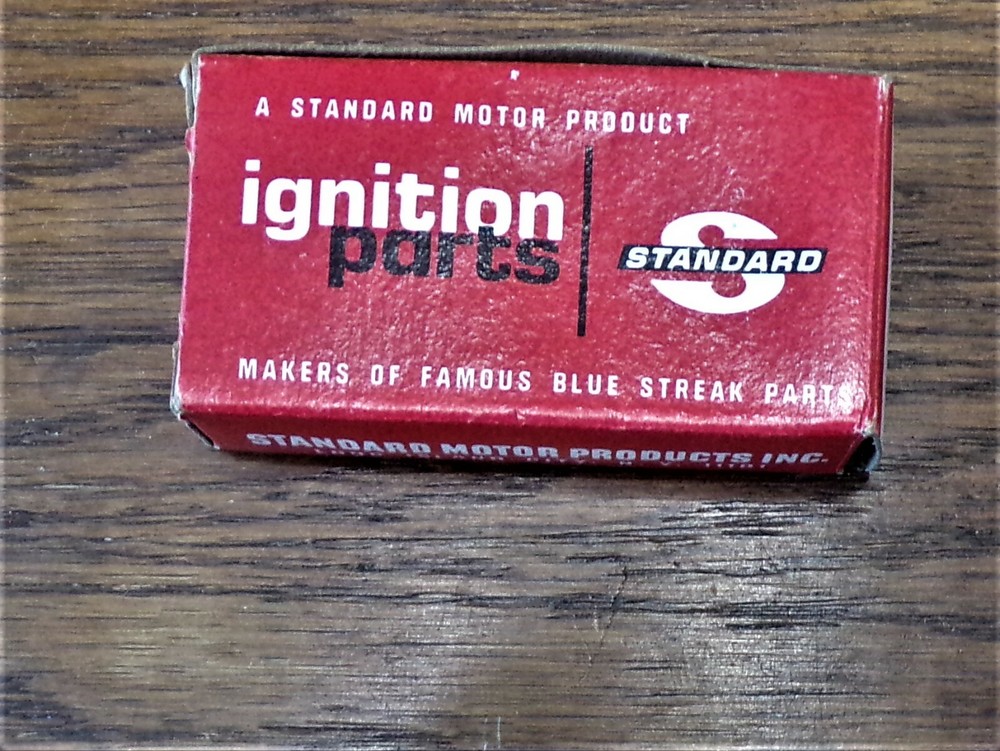 A STANDARD MOTOR PRODUCT
ignition
parts
STANDARD
MAKERS OF FAMOUS BLUE STREAK PARTS
STANDARD MOTOR PRODUCTS INC.